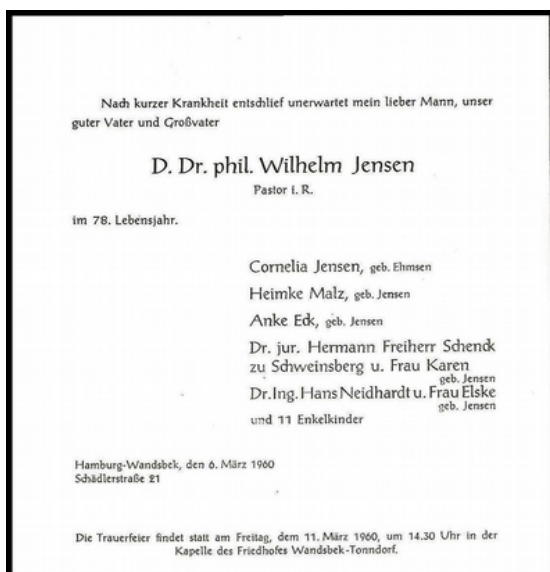 Nach kurzer Krankheit entschlief unerwartet mein lieber Mann, unser
guter Vater und Großvater
D. Dr. phil. Wilhelm Jensen
Pastor i. R.
im 78. Lebensjahr.
Cornelia Jensen, geb. Ehmsen
Heimke Malz, geb. Jensen
Anke Eck, geb. Jensen
Dr. jur. Hermann Freiherr Schenck
zu Schweinsberg u. Frau Karen
geb. Jensen
Dr.Ing. Hans Neidhardt u. Frau Elske
geb. Jensen
und 11 Enkelkinder
Hamburg-Wandsbek, den 6. März 1960
Schädlerstraße 21
Die Trauerfeier findet statt am Freitag, dem 11. März 1960, um 14.30 Uhr in der
Kapelle des Friedhofes Wandsbek-Tonndorf.